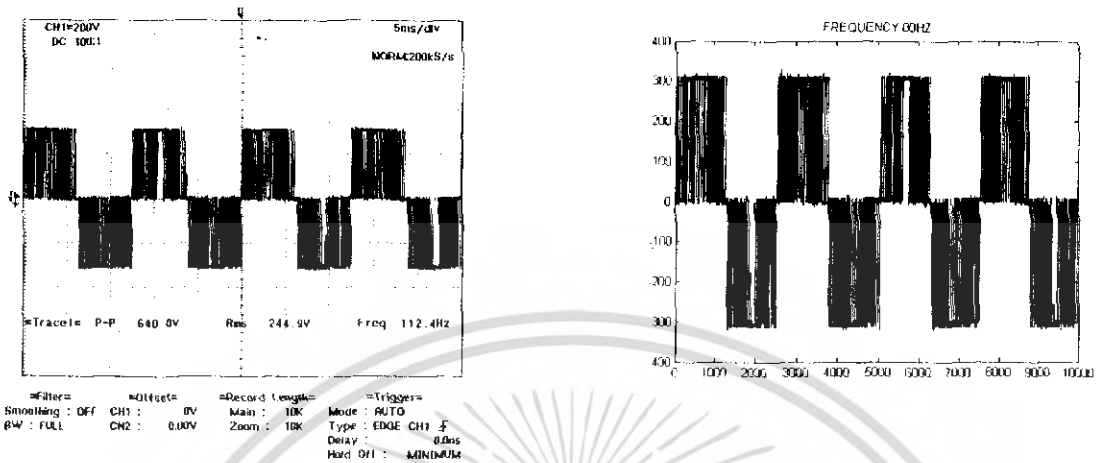 CH1=200V 5ms/div
DC 100:1
NORM:200kS/s
=Trace1= P-P 640.0V Rms 244.9V Freq 112.4Hz
=Filter= =Offset= =Record Length= =Trigger=
Smoothing : OFF CH1 : 0V Main : 10K Mode : AUTO
BW : FULL CH2 : 0.00V Zoom : 10K Type : EDGE CH1
Delay : 0.0ns
Hold Off : MINIMUM
FREQUENCY 80HZ
400
300
200
100
0
-100
-200
300
400
0 1000 2000 3000 4000 5000 6000 7000 8000 9000 10000